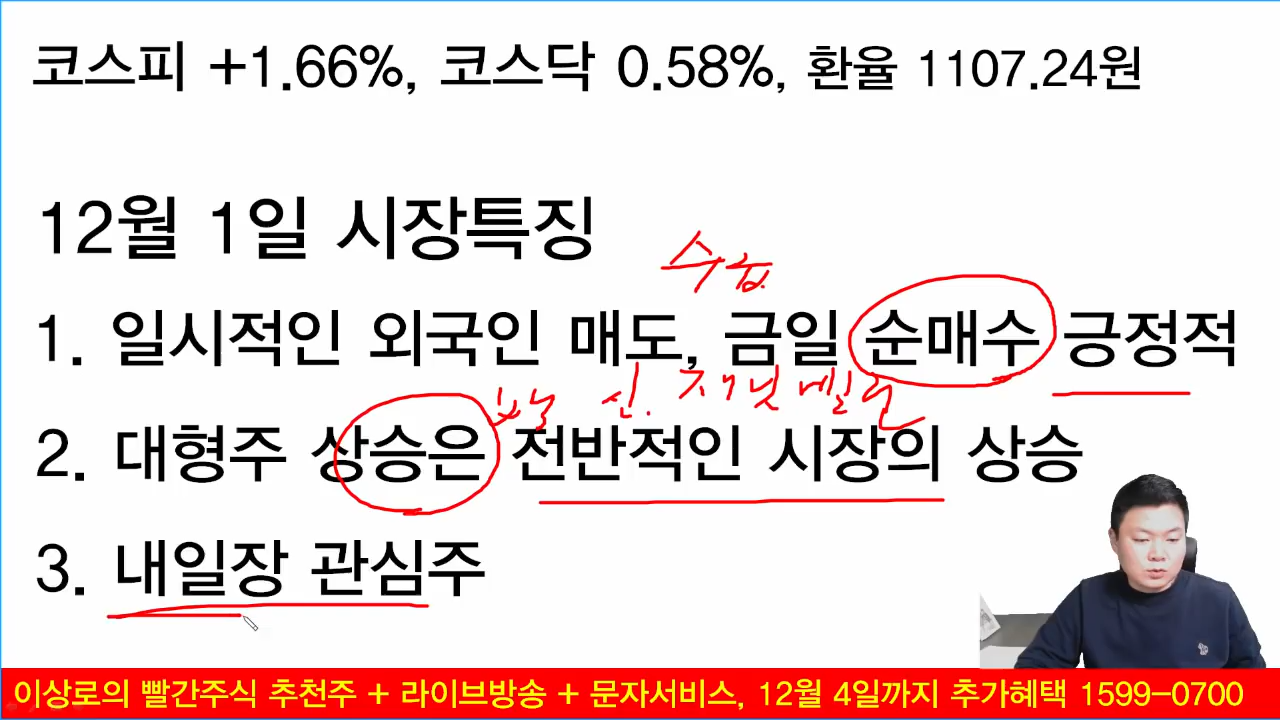 코스피 +1.66%, 코스닥 0.58%, 환율 1107.24원
12월 1일 시장특징
수급
1. 일시적인 외국인 매도, 금일 순매수 긍정적
2. 대형주 상승은 전반적인 시장의 상승
3. 내일장 관심주
이상로의 빨간주식 추천주 + 라이브방송 + 문자서비스, 12월 4일까지 추가혜택 1599-0700